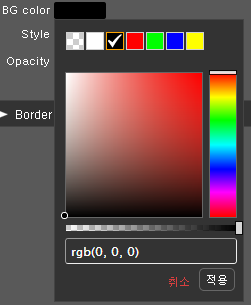 BG color
Style
Opacity
Border
rgb(0, 0, 0)
취소 적용